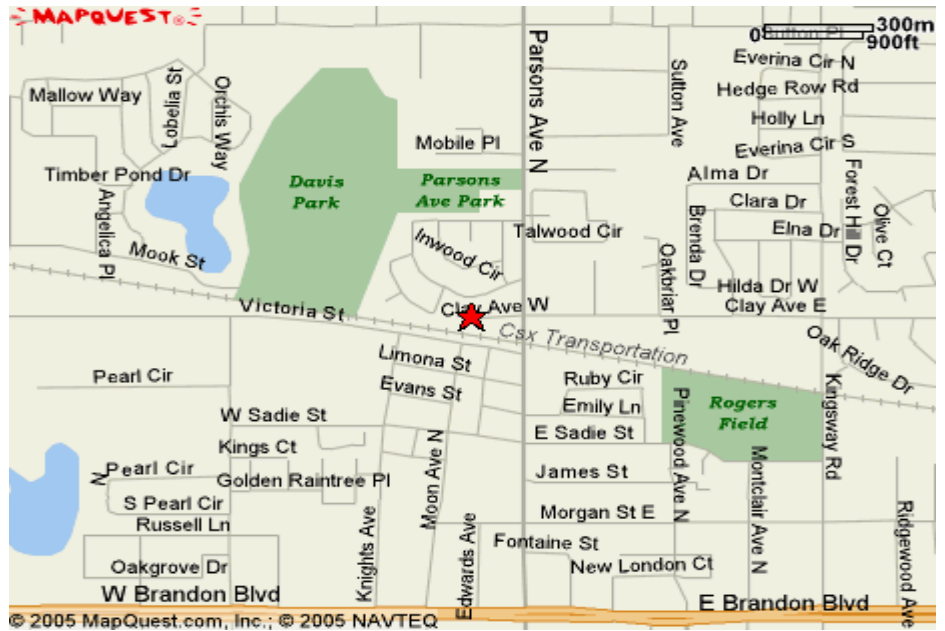 MAPQUEST
0 300m
900ft
Sutton Pl
Everina Cir N
Hedge Row Rd
Holly Ln
Everina Cir S
Parsons Ave N
Sutton Ave
Mallow Way
Lobelia St
Orchis Way
Mobile Pl
Timber Pond Dr
Davis
Park
Parsons
Ave Park
Alma Dr
Clara Dr
Elna Dr
Forest Hill Dr
Olive Ct
Angelica Pl
Mook St
Inwood Cir
Talwood Cir
Brenda Dr
Oakbriar Pl
Hilda Dr W
Clay Ave E
Victoria St
Clay Ave W
Csx Transportation
Oak Ridge Dr
Limona St
Pearl Cir
Evans St
Ruby Cir
Emily Ln
Pinewood Ave N
Rogers
Field
Kingsway Rd
W Sadie St
E Sadie St
Kings Ct
Moon Ave N
Pearl Cir
N
Golden Raintree Pl
James St
Montclair Ave N
S Pearl Cir
Russell Ln
Morgan St E
Ridgewood Ave
Knights Ave
Edwards Ave
Fontaine St
Oakgrove Dr
New London Ct
W Brandon Blvd
E Brandon Blvd
© 2005 MapQuest.com, Inc.; © 2005 NAVTEQ